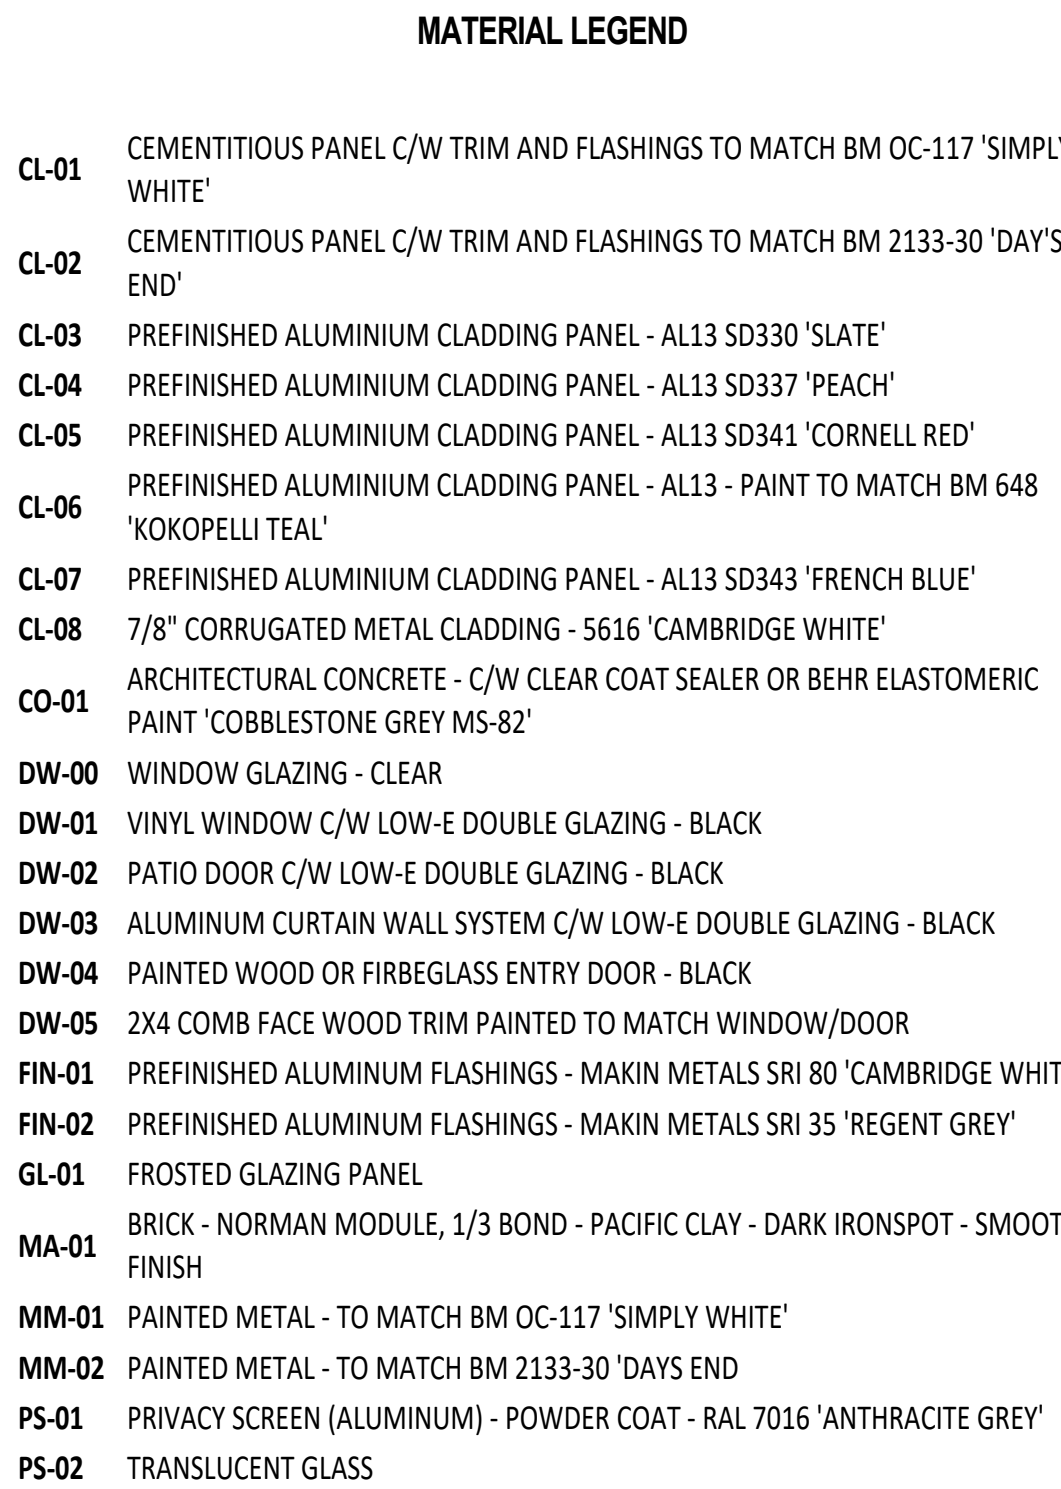 MATERIAL LEGEND
CL-01 CEMENTITIOUS PANEL C/W TRIM AND FLASHINGS TO MATCH BM OC-117 'SIMPLY
WHITE'
CL-02 CEMENTITIOUS PANEL C/W TRIM AND FLASHINGS TO MATCH BM 2133-30 'DAY'S
END'
CL-03 PREFINISHED ALUMINIUM CLADDING PANEL - AL13 SD330 'SLATE'
CL-04 PREFINISHED ALUMINIUM CLADDING PANEL - AL13 SD337 'PEACH'
CL-05 PREFINISHED ALUMINIUM CLADDING PANEL - AL13 SD341 'CORNELL RED'
CL-06 PREFINISHED ALUMINIUM CLADDING PANEL - AL13 - PAINT TO MATCH BM 648
'KOKOPELLI TEAL'
CL-07 PREFINISHED ALUMINIUM CLADDING PANEL - AL13 SD343 'FRENCH BLUE'
CL-08 7/8" CORRUGATED METAL CLADDING - 5616 'CAMBRIDGE WHITE'
CO-01 ARCHITECTURAL CONCRETE - C/W CLEAR COAT SEALER OR BEHR ELASTOMERIC
PAINT 'COBBLESTONE GREY MS-82'
DW-00 WINDOW GLAZING - CLEAR
DW-01 VINYL WINDOW C/W LOW-E DOUBLE GLAZING - BLACK
DW-02 PATIO DOOR C/W LOW-E DOUBLE GLAZING - BLACK
DW-03 ALUMINUM CURTAIN WALL SYSTEM C/W LOW-E DOUBLE GLAZING - BLACK
DW-04 PAINTED WOOD OR FIRBEGLASS ENTRY DOOR - BLACK
DW-05 2X4 COMB FACE WOOD TRIM PAINTED TO MATCH WINDOW/DOOR
FIN-01 PREFINISHED ALUMINUM FLASHINGS - MAKIN METALS SRI 80 'CAMBRIDGE WHIT
FIN-02 PREFINISHED ALUMINUM FLASHINGS - MAKIN METALS SRI 35 'REGENT GREY'
GL-01 FROSTED GLAZING PANEL
MA-01 BRICK - NORMAN MODULE, 1/3 BOND - PACIFIC CLAY - DARK IRONSPOT - SMOOT
FINISH
MM-01 PAINTED METAL - TO MATCH BM OC-117 'SIMPLY WHITE'
MM-02 PAINTED METAL - TO MATCH BM 2133-30 'DAYS END
PS-01 PRIVACY SCREEN (ALUMINUM) - POWDER COAT - RAL 7016 'ANTHRACITE GREY'
PS-02 TRANSLUCENT GLASS